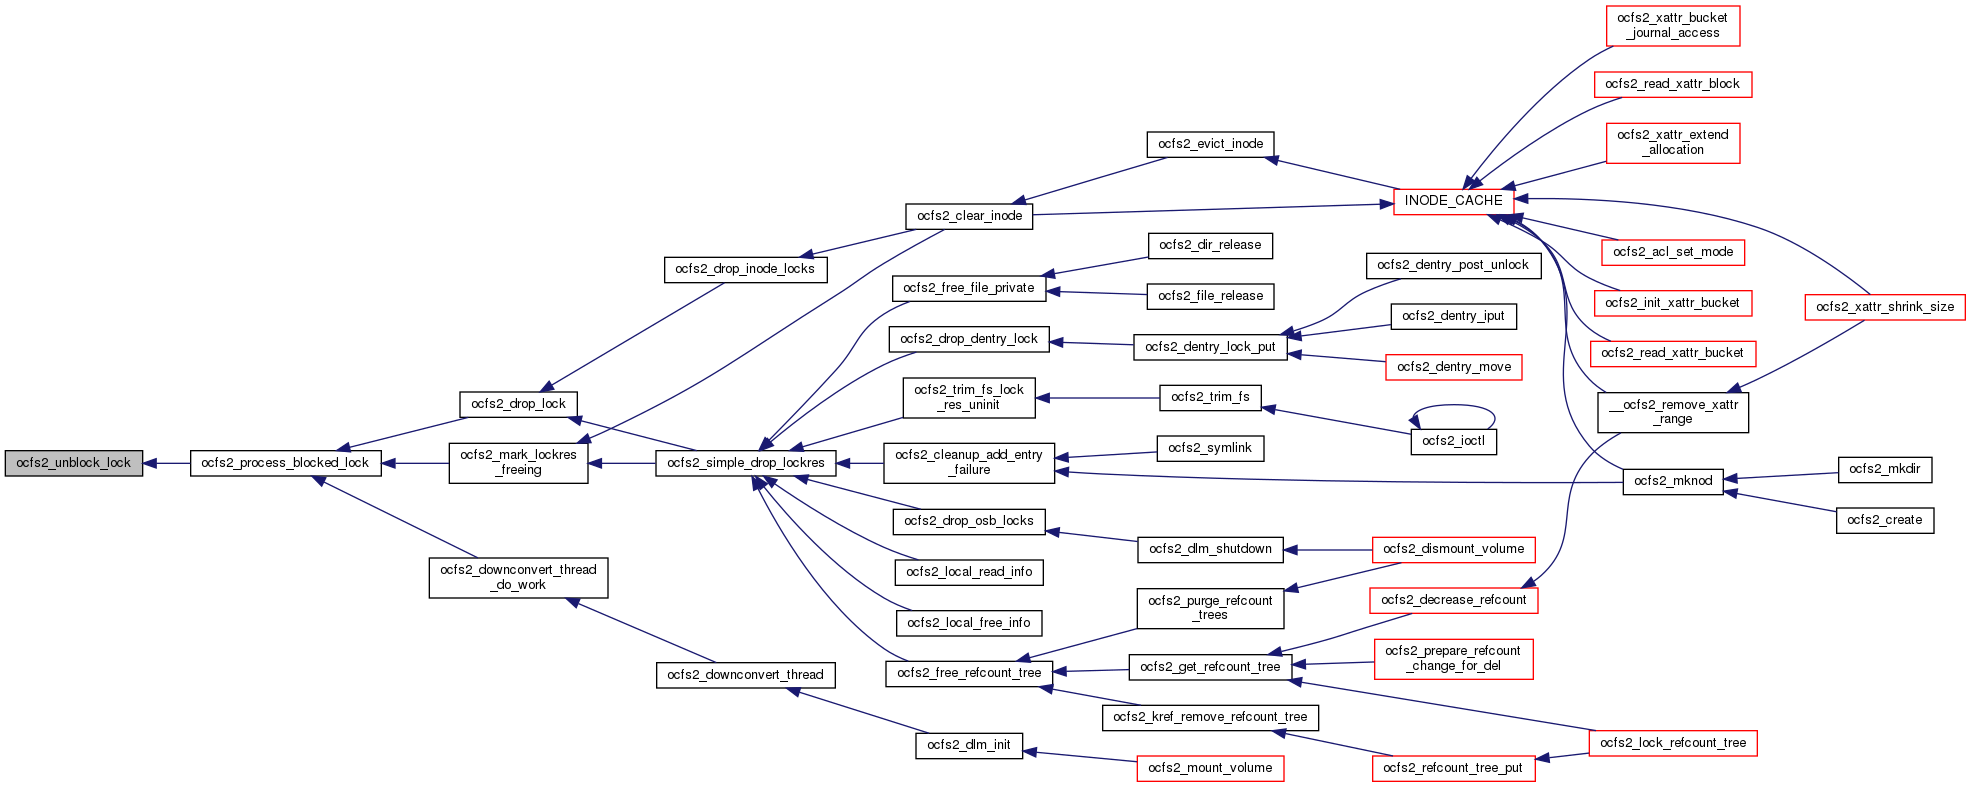 ocfs2_xattr_bucket
_journal_access
ocfs2_read_xattr_block
ocfs2_xattr_extend
_allocation
ocfs2_evict_inode
INODE_CACHE
ocfs2_clear_inode
ocfs2_dir_release
ocfs2_acl_set_mode
ocfs2_drop_inode_locks
ocfs2_dentry_post_unlock
ocfs2_free_file_private
ocfs2_file_release
ocfs2_init_xattr_bucket
ocfs2_xattr_shrink_size
ocfs2_dentry_iput
ocfs2_drop_dentry_lock
ocfs2_dentry_lock_put
ocfs2_read_xattr_bucket
ocfs2_dentry_move
ocfs2_trim_fs_lock
_res_uninit
ocfs2_trim_fs
ocfs2_drop_lock
__ocfs2_remove_xattr
_range
ocfs2_ioctl
ocfs2_symlink
ocfs2_unblock_lock
ocfs2_process_blocked_lock
ocfs2_mark_lockres
_freeing
ocfs2_simple_drop_lockres
ocfs2_cleanup_add_entry
_failure
ocfs2_mkdir
ocfs2_mknod
ocfs2_create
ocfs2_drop_osb_locks
ocfs2_dlm_shutdown
ocfs2_dismount_volume
ocfs2_downconvert_thread
_do_work
ocfs2_local_read_info
ocfs2_purge_refcount
_trees
ocfs2_decrease_refcount
ocfs2_local_free_info
ocfs2_prepare_refcount
_change_for_del
ocfs2_get_refcount_tree
ocfs2_free_refcount_tree
ocfs2_downconvert_thread
ocfs2_kref_remove_refcount_tree
ocfs2_dlm_init
ocfs2_lock_refcount_tree
ocfs2_mount_volume
ocfs2_refcount_tree_put